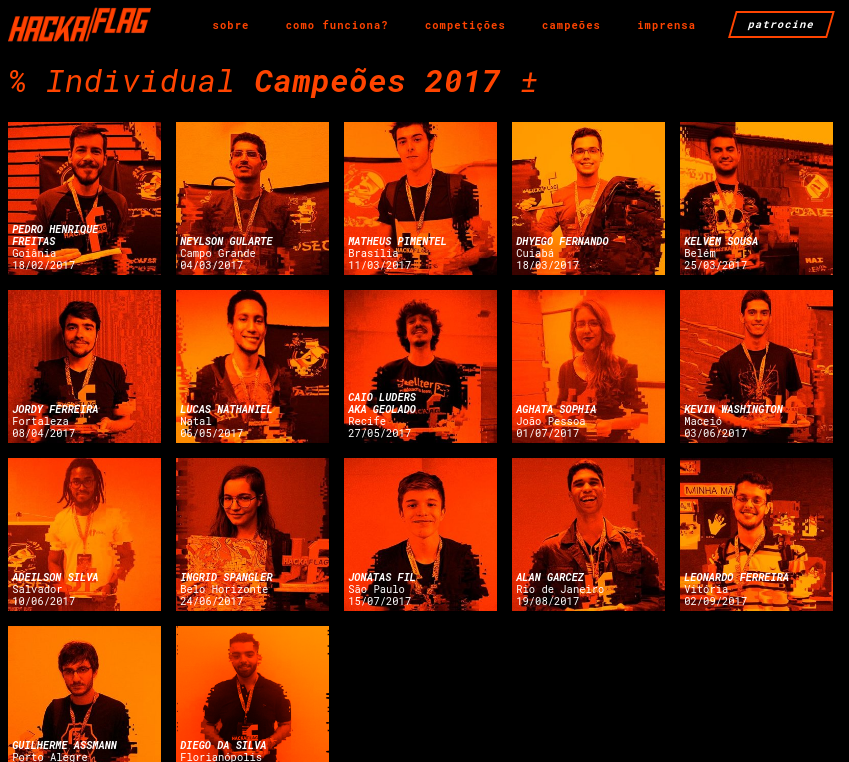 HACKAFLAG
sobre como funciona? competições campeões imprensa patrocine
% Individual Campeões 2017 ±
PEDRO HENRIQUE
FREITAS
Goiânia
18/02/2017
NEYLSON GULARTE
Campo Grande
04/03/2017
MATHEUS PIMENTEL
Brasília
11/03/2017
DHYEGO FERNANDO
Cuiabá
18/03/2017
KELVEM SOUSA
Belém
25/03/2017
JORDY FERREIRA
Fortaleza
08/04/2017
LUCAS NATHANIEL
Natal
06/05/2017
CAIO LUDERS
AKA GEOLADO
Recife
27/05/2017
AGHATA SOPHIA
João Pessoa
01/07/2017
KEVIN WASHINGTON
Maceió
03/06/2017
MINHA MÃ
ADEILSON SILVA
Salvador
10/06/2017
INGRID SPANGLER
Belo Horizonte
24/06/2017
JONATAS FIL
São Paulo
15/07/2017
ALAN GARCEZ
Rio de Janeiro
19/08/2017
LEONARDO FERREIRA
Vitória
02/09/2017
GUILHERME ASSMANN
Porto Alegre
DIEGO DA SILVA
Florianópolis